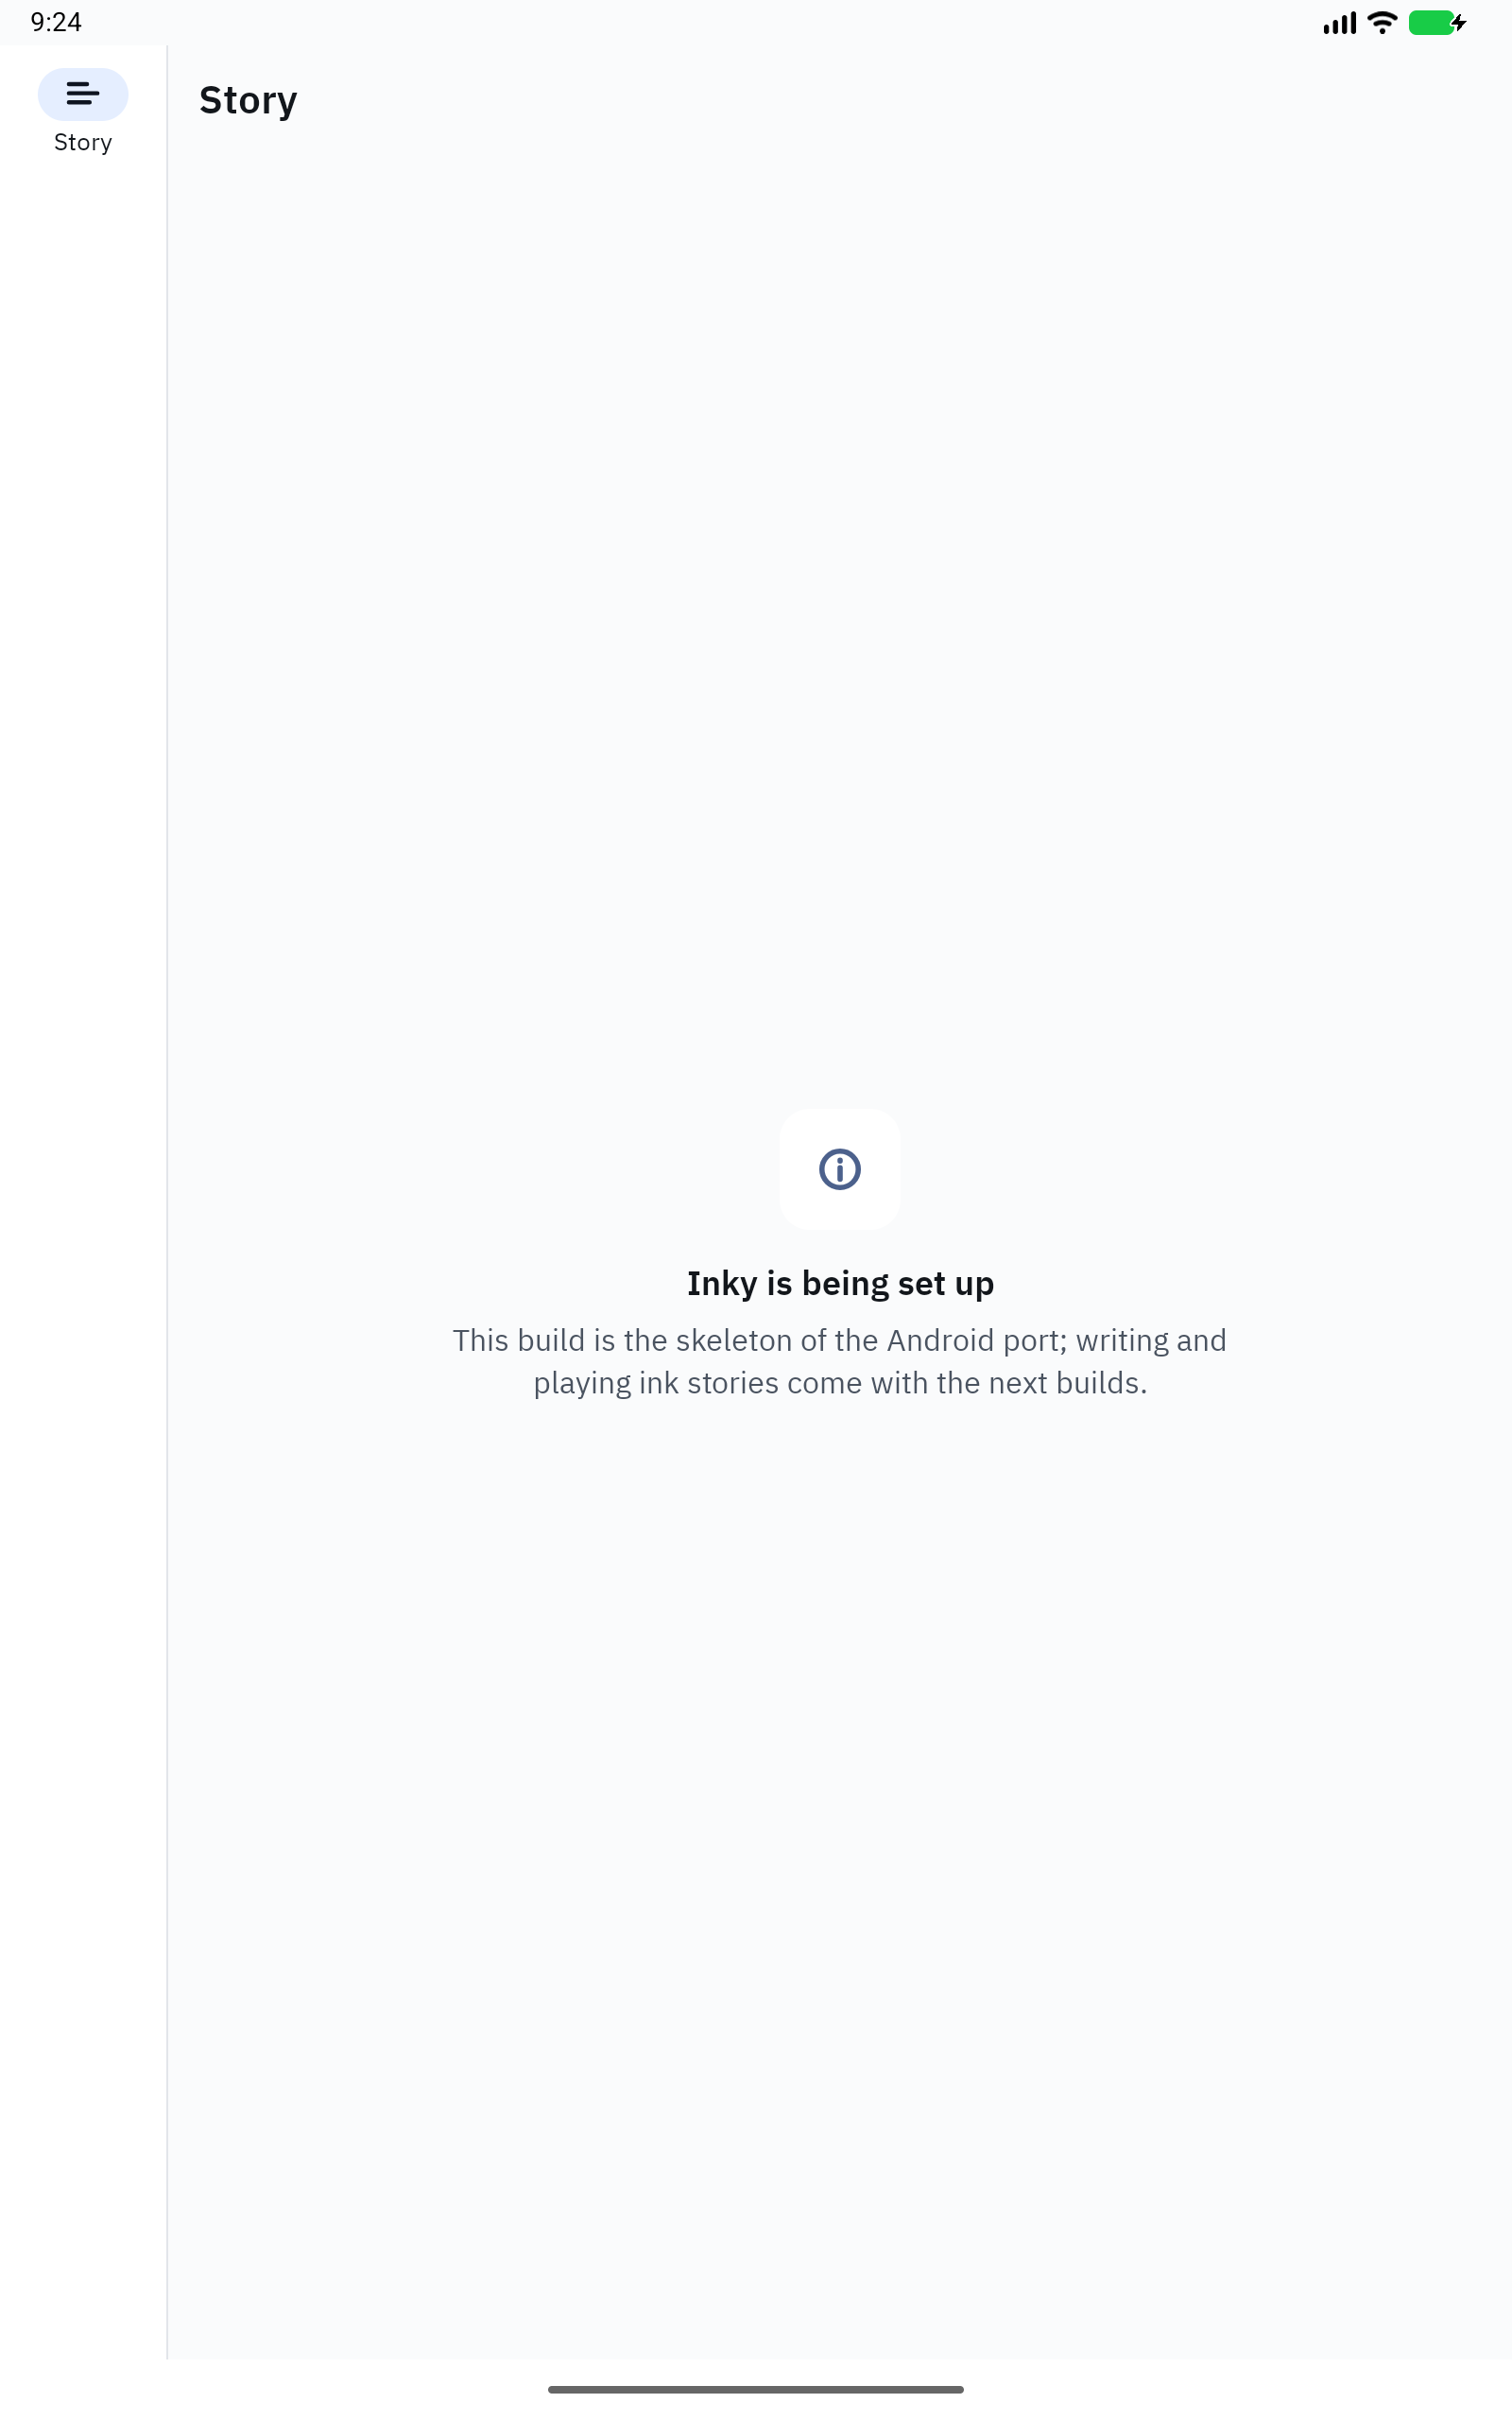 9:24
Story
Story
Inky is being set up
This build is the skeleton of the Android port; writing and
playing ink stories come with the next builds.